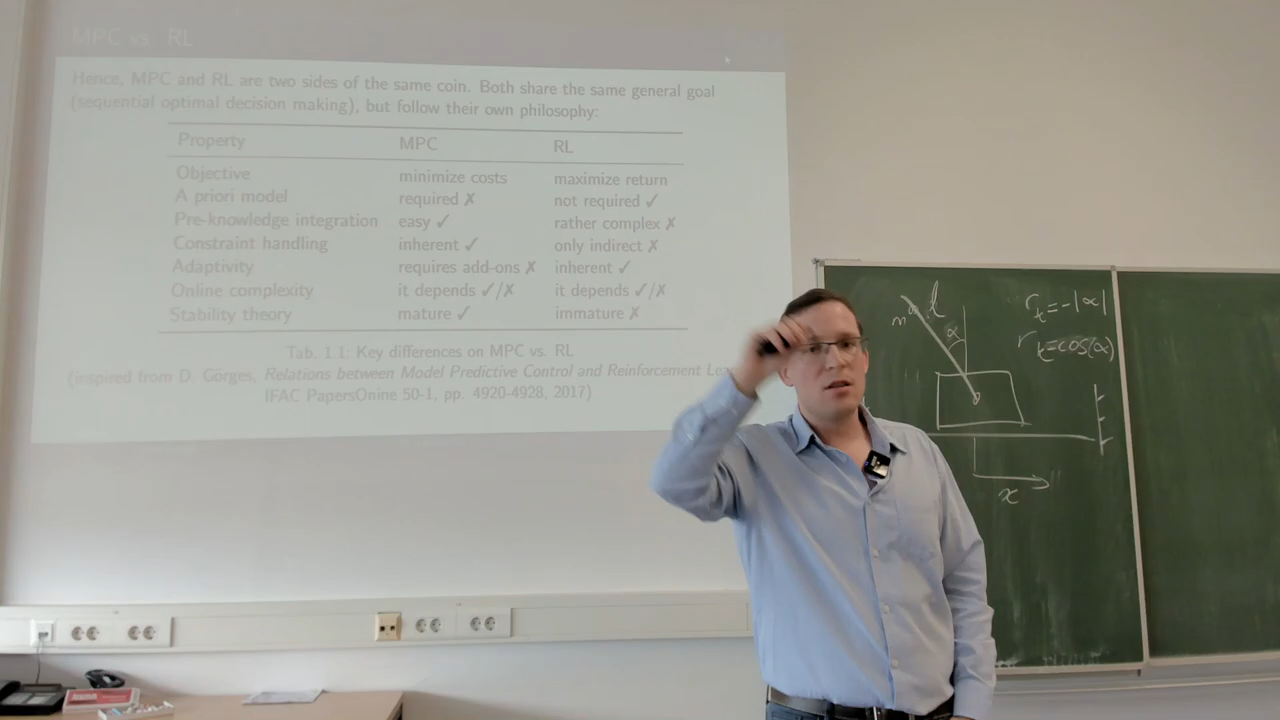 MPC vs. RL
Hence, MPC and RL are two sides of the same coin. Both share the same general goal
(sequential optimal decision making), but follow their own philosophy:
Property MPC RL
Objective minimize costs maximize return
A priori model required ✗ not required ✓
Pre-knowledge integration easy ✓ rather complex ✗
Constraint handling inherent ✓ only indirect ✗
Adaptivity requires add-ons ✗ inherent ✓
Online complexity it depends ✓/✗ it depends ✓/✗
Stability theory mature ✓ immature ✗
Tab. 1.1: Key differences on MPC vs. RL
(inspired from D. Görges, Relations between Model Predictive Control and Reinforcement Lea
IFAC PapersOnine 50-1, pp. 4920-4928, 2017)
m l
α
r_t=-|α|
r_t=cos(α)
x